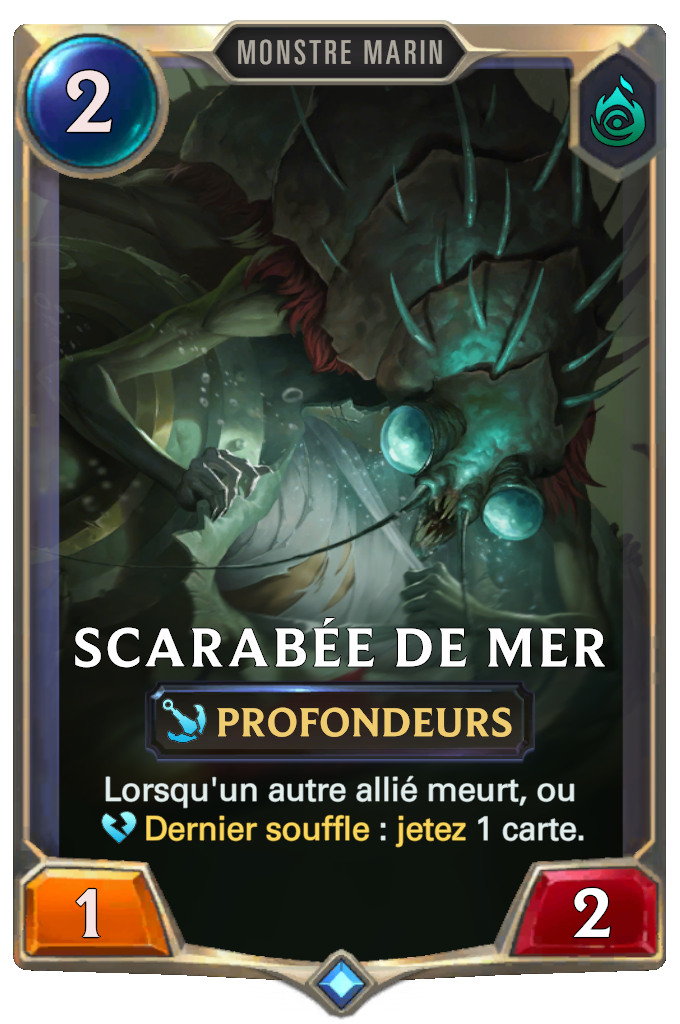 2
MONSTRE MARIN
SCARABÉE DE MER
PROFONDEURS
Lorsqu'un autre allié meurt, ou
Dernier souffle : jetez 1 carte.
1
2